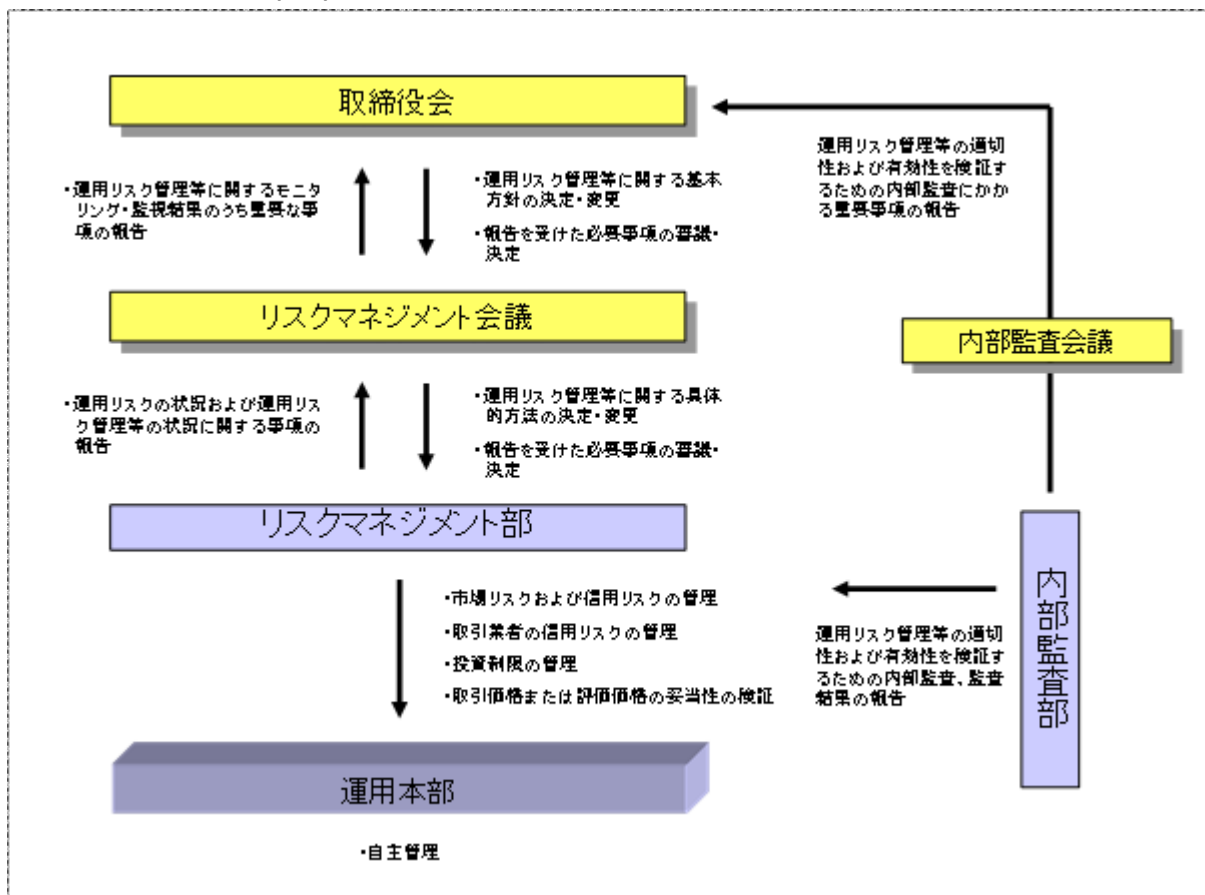 取締役会
・運用リスク管理等に関するモニ タ
リング・監視結果のうち重要な事
項の報告
・運用リスク管理等に関する基本
方針の決定・変更
・報告を受けた必要事項の審議・
決定
運用リスク管理等の適切
性および有効性を検証す
るための内部監査にかか
る重要事項の報告
リスクマネジメント会議
内部監査会議
・運用リスクの状況および運用リス
ク管理等の状況に関する事項の
報告
・運用リスク管理等に関する具体
的方法の決定・変更
・報告を受けた必要事項の審議・
決定
リスクマネジメント部
内部監査部
・市場リスクおよび信用リスクの管理
・取引業者の信用リスクの管理
・投資制限の管理
・取引価格または評価価格の妥当性の検証
運用リスク管理等の適切
性および有効性を検証す
るための内部監査、監査
結果の報告
運用本部
・自主管理